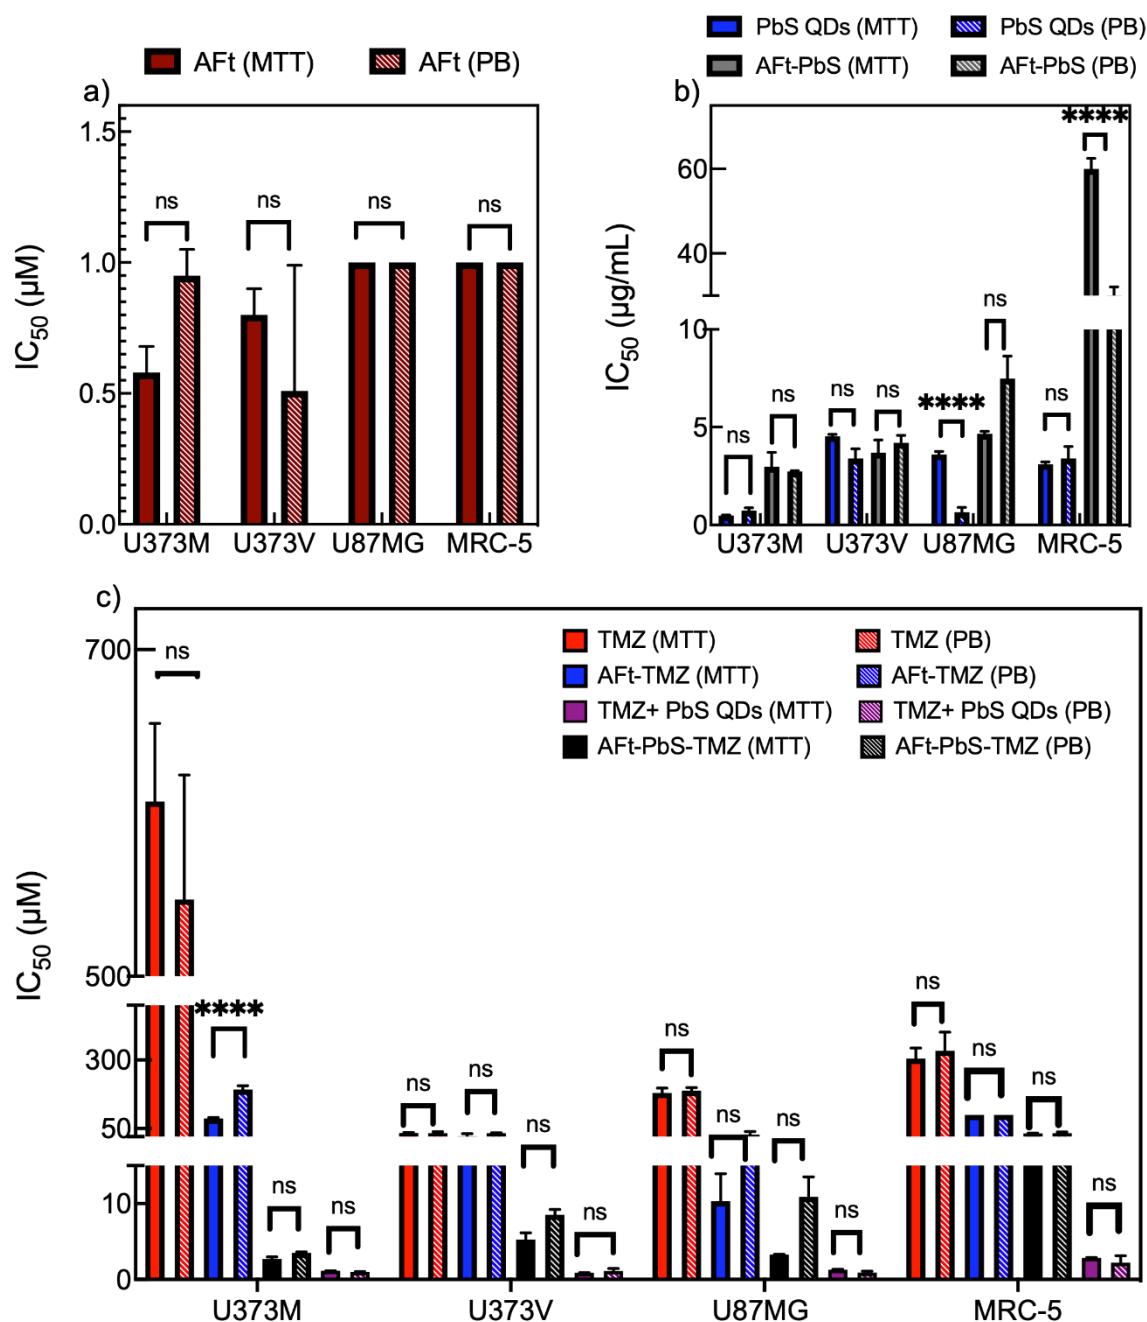 AFt (MTT) AFt (PB)
a)
1.5
1.0
0.5
0.0
IC50 (µM)
ns ns ns ns
U373M U373V U87MG MRC-5
PbS QDs (MTT) PbS QDs (PB)
AFt-PbS (MTT) AFt-PbS (PB)
b)
60
40
10
5
0
IC50 (µg/mL)
ns ns ns ns **** ns ns ****
U373M U373V U87MG MRC-5
c)
TMZ (MTT) TMZ (PB)
AFt-TMZ (MTT) AFt-TMZ (PB)
TMZ+ PbS QDs (MTT) TMZ+ PbS QDs (PB)
AFt-PbS-TMZ (MTT) AFt-PbS-TMZ (PB)
700
500
300
50
10
0
IC50 (µM)
ns **** ns ns ns ns ns ns ns ns ns ns ns ns ns ns
U373M U373V U87MG MRC-5